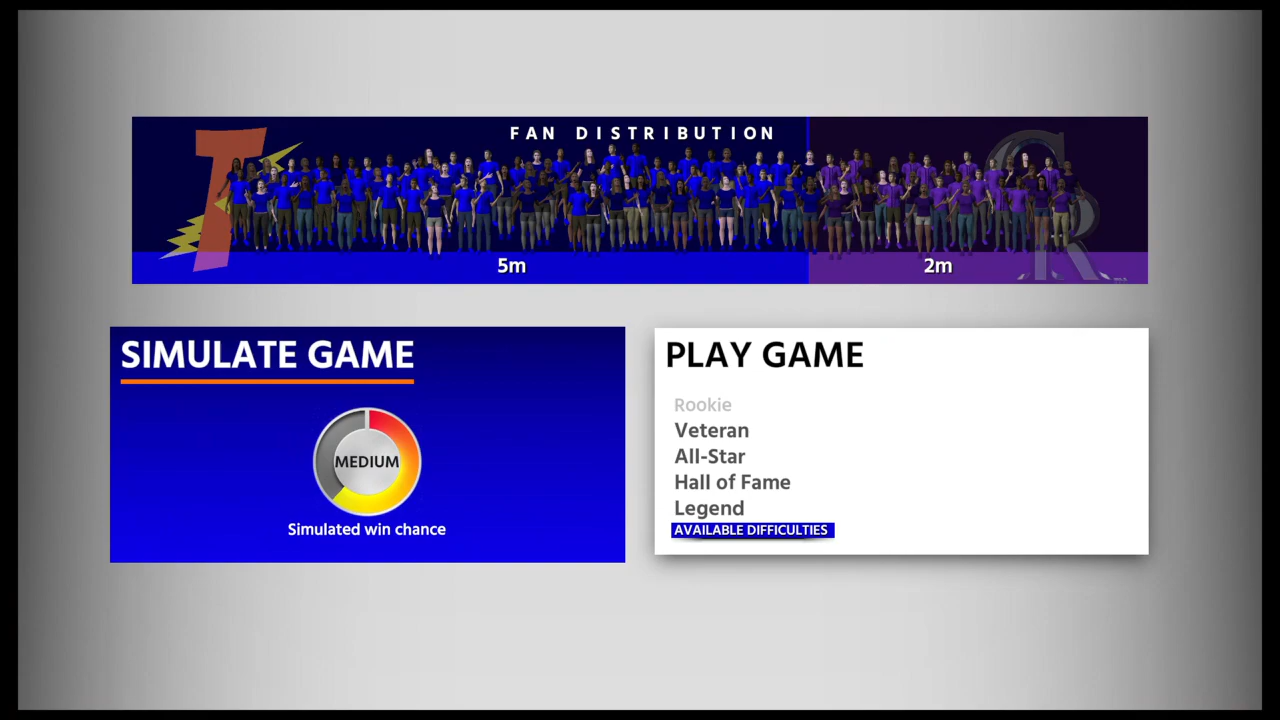 FAN DISTRIBUTION
5m
2m
SIMULATE GAME
MEDIUM
Simulated win chance
PLAY GAME
Rookie
Veteran
All-Star
Hall of Fame
Legend
AVAILABLE DIFFICULTIES